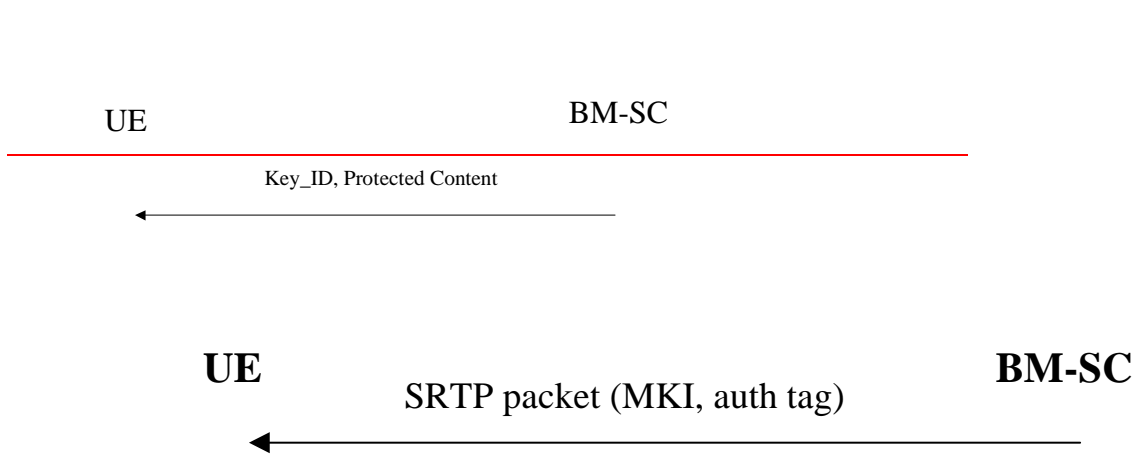 UE BM-SC
Key_ID, Protected Content
UE BM-SC
SRTP packet (MKI, auth tag)